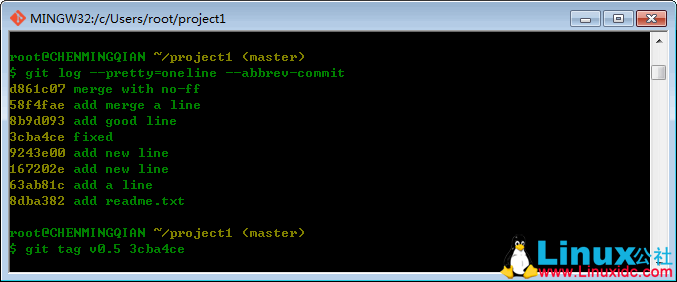 MINGW32:/c/Users/root/project1
root@CHENMINGQIAN ~/project1 (master)
$ git log --pretty=oneline --abbrev-commit
d861c07 merge with no-ff
58f4fae add merge a line
8b9d093 add good line
3cba4ce fixed
9243e00 add new line
167202e add new line
63ab81c add a line
8dba382 add readme.txt
root@CHENMINGQIAN ~/project1 (master)
$ git tag v0.5 3cba4ce
Linux公社
www.Linuxidc.com